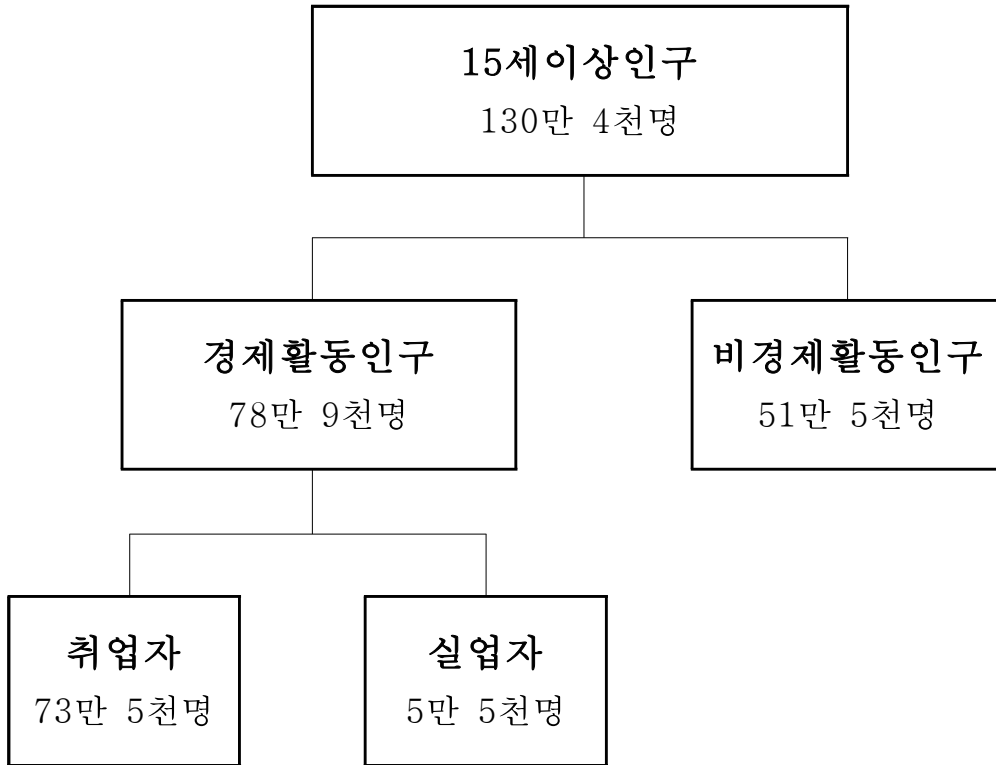 15세이상인구
130만 4천명
경제활동인구
78만 9천명
비경제활동인구
51만 5천명
취업자
73만 5천명
실업자
5만 5천명